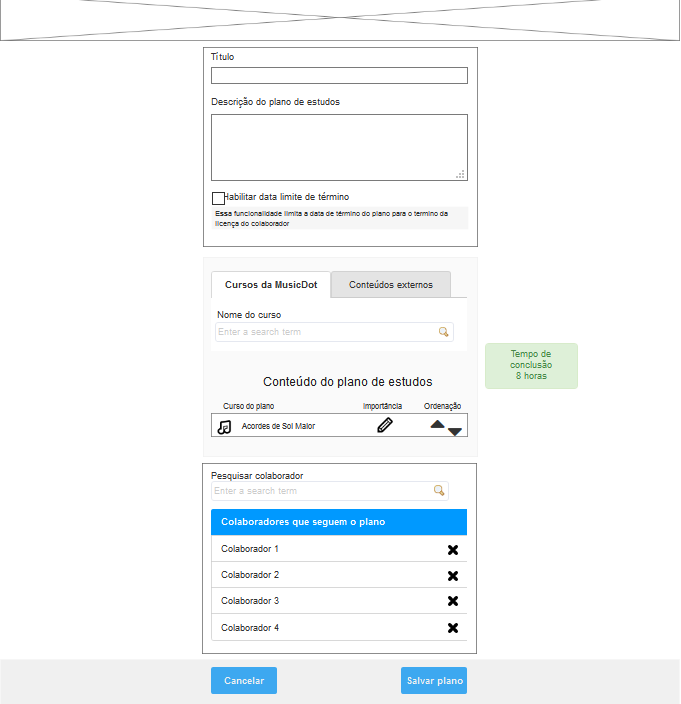 Título
Descrição do plano de estudos
Habilitar data limite de término
Essa funcionalidade limita a data de término do plano para o termino da
licença do colaborador
Cursos da MusicDot
Conteúdos externos
Nome do curso
Enter a search term
Tempo de
conclusão
8 horas
Conteúdo do plano de estudos
Curso do plano
Importância
Ordenação
Acordes de Sol Maior
Pesquisar colaborador
Enter a search term
Colaboradores que seguem o plano
Colaborador 1
Colaborador 2
Colaborador 3
Colaborador 4
Cancelar
Salvar plano